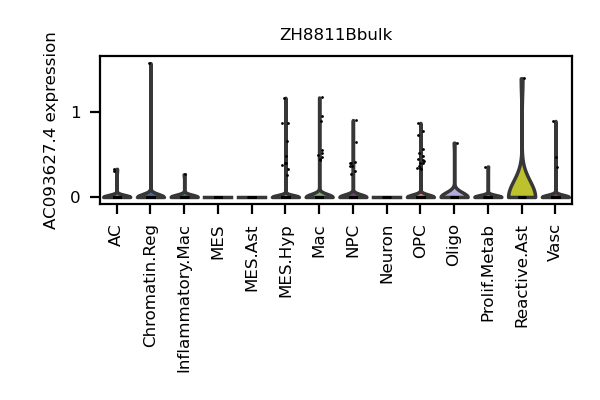 ZH8811Bbulk
AC093627.4 expression
1
0
AC
Chromatin.Reg
Inflammatory.Mac
MES
MES.Ast
MES.Hyp
Mac
NPC
Neuron
OPC
Oligo
Prolif.Metab
Reactive.Ast
Vasc